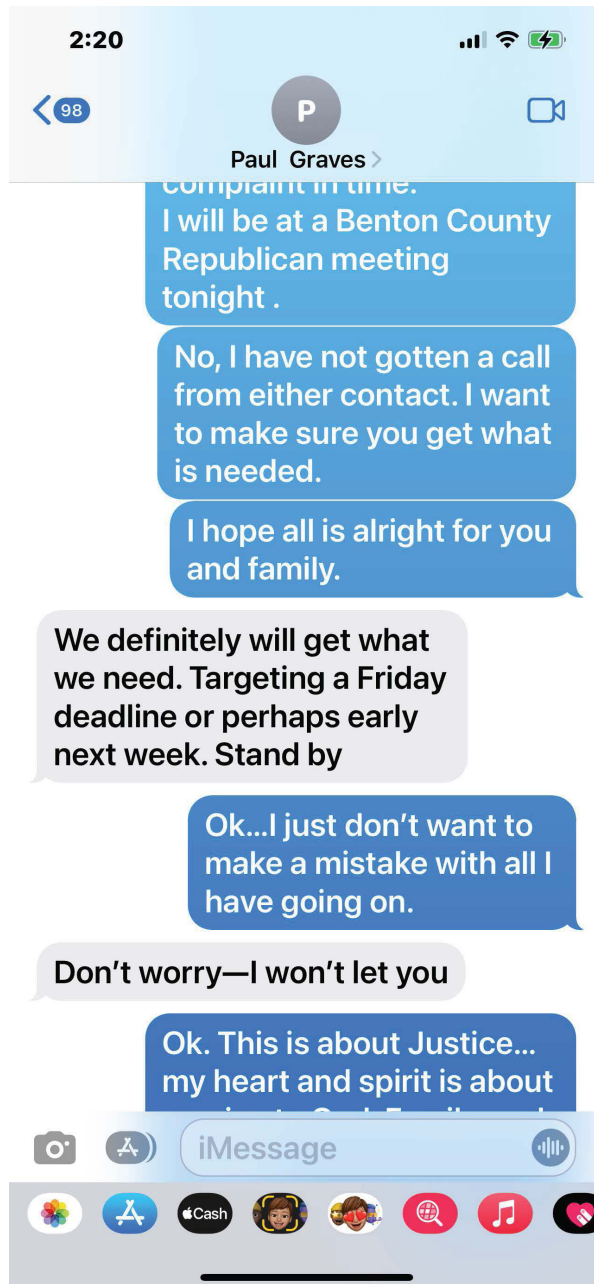 2:20
98
P
Paul Graves
complaint in time.
I will be at a Benton County
Republican meeting
tonight .
No, I have not gotten a call
from either contact. I want
to make sure you get what
is needed.
I hope all is alright for you
and family.
We definitely will get what
we need. Targeting a Friday
deadline or perhaps early
next week. Stand by
Ok...I just don’t want to
make a mistake with all I
have going on.
Don’t worry—I won’t let you
Ok. This is about Justice...
my heart and spirit is about
iMessage
Cash